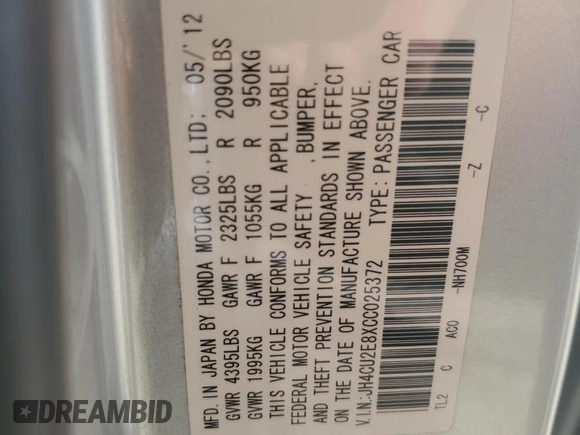 MFD. IN JAPAN BY HONDA MOTOR CO., LTD: 05/'12
GVWR 4395LBS GAWR F 2325LBS R 2090LBS
GVWR 1995KG GAWR F 1055KG R 950KG
THIS VEHICLE CONFORMS TO ALL APPLICABLE
FEDERAL MOTOR VEHICLE SAFETY , BUMPER,
AND THEFT PREVENTION STANDARDS IN EFFECT
ON THE DATE OF MANUFACTURE SHOWN ABOVE.
V.I.N:JH4CU2E8XCC025372 TYPE:PASSENGER CAR
TL2 C ACO -NH700M -Z -C
DREAMBID